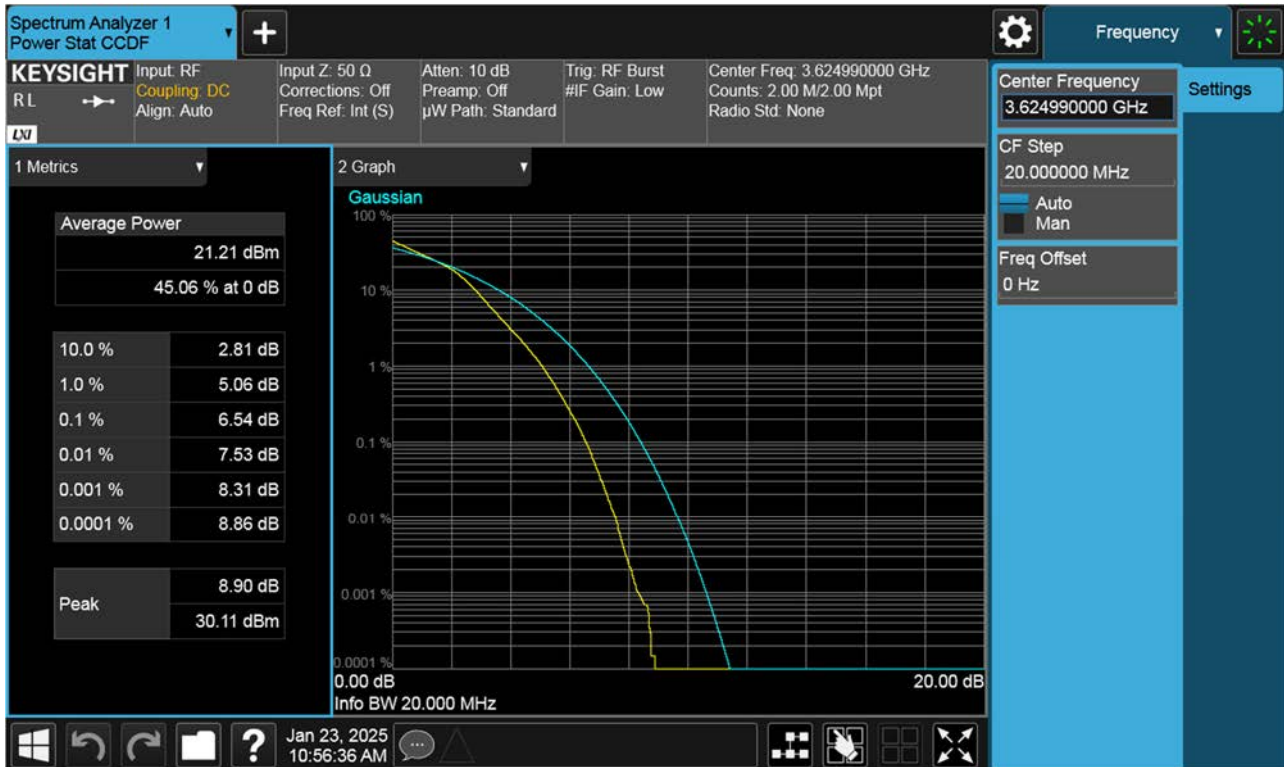 Spectrum Analyzer 1
Power Stat CCDF
Frequency
KEYSIGHT
R L
LXI
Input: RF
Coupling: DC
Align: Auto
Input Z: 50 Ω
Corrections: Off
Freq Ref: Int (S)
Atten: 10 dB
Preamp: Off
µW Path: Standard
Trig: RF Burst
#IF Gain: Low
Center Freq: 3.624990000 GHz
Counts: 2.00 M/2.00 Mpt
Radio Std: None
1 Metrics
Average Power
21.21 dBm
45.06 % at 0 dB
10.0 % 2.81 dB
1.0 % 5.06 dB
0.1 % 6.54 dB
0.01 % 7.53 dB
0.001 % 8.31 dB
0.0001 % 8.86 dB
Peak
8.90 dB
30.11 dBm
2 Graph
Gaussian
100 %
10 %
1 %
0.1 %
0.01 %
0.001 %
0.0001 %
0.00 dB 20.00 dB
Info BW 20.000 MHz
Center Frequency
3.624990000 GHz
CF Step
20.000000 MHz
Auto
Man
Freq Offset
0 Hz
Settings
?
Jan 23, 2025
10:56:36 AM